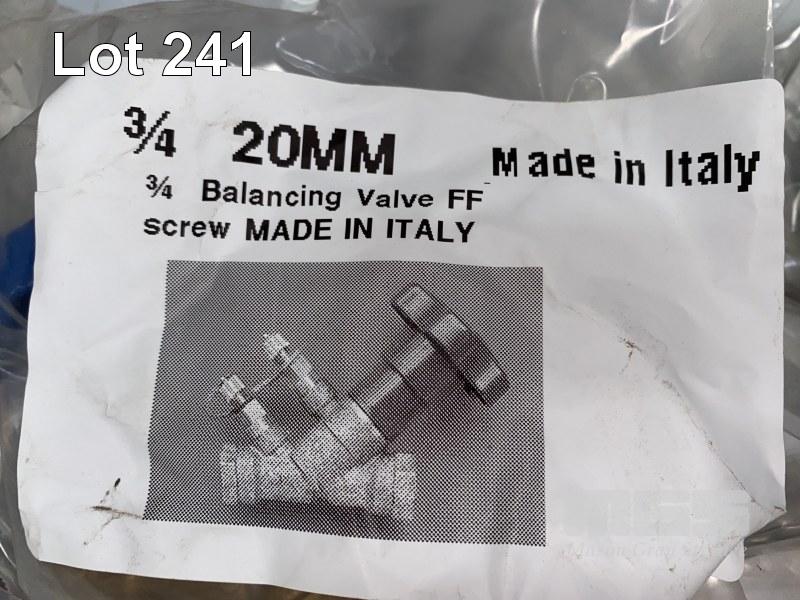 Lot 241
¾ 20MM Made in Italy
¾ Balancing Valve FF
screw MADE IN ITALY